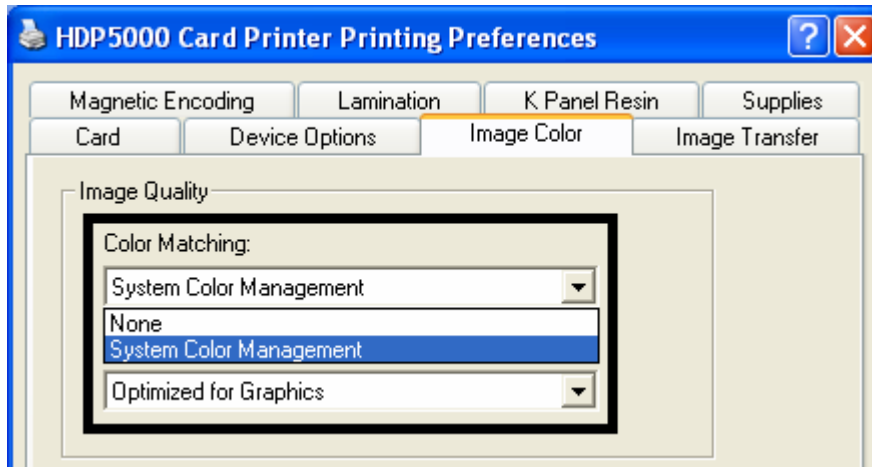 HDP5000 Card Printer Printing Preferences
Magnetic Encoding Lamination K Panel Resin Supplies
Card Device Options Image Color Image Transfer
Image Quality
Color Matching:
System Color Management
None
System Color Management
Optimized for Graphics